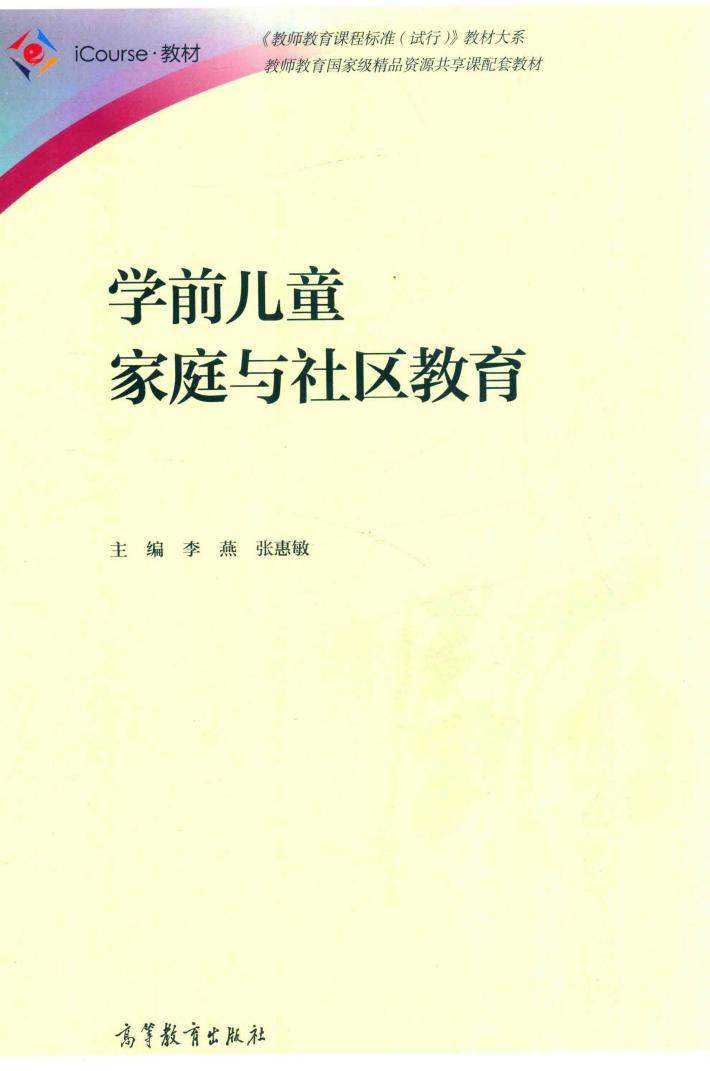 iCourse·教材
《教师教育课程标准（试行）》教材大系
教师教育国家级精品资源共享课配套教材
学前儿童
家庭与社区教育
主 编 李 燕 张惠敏
高等教育出版社